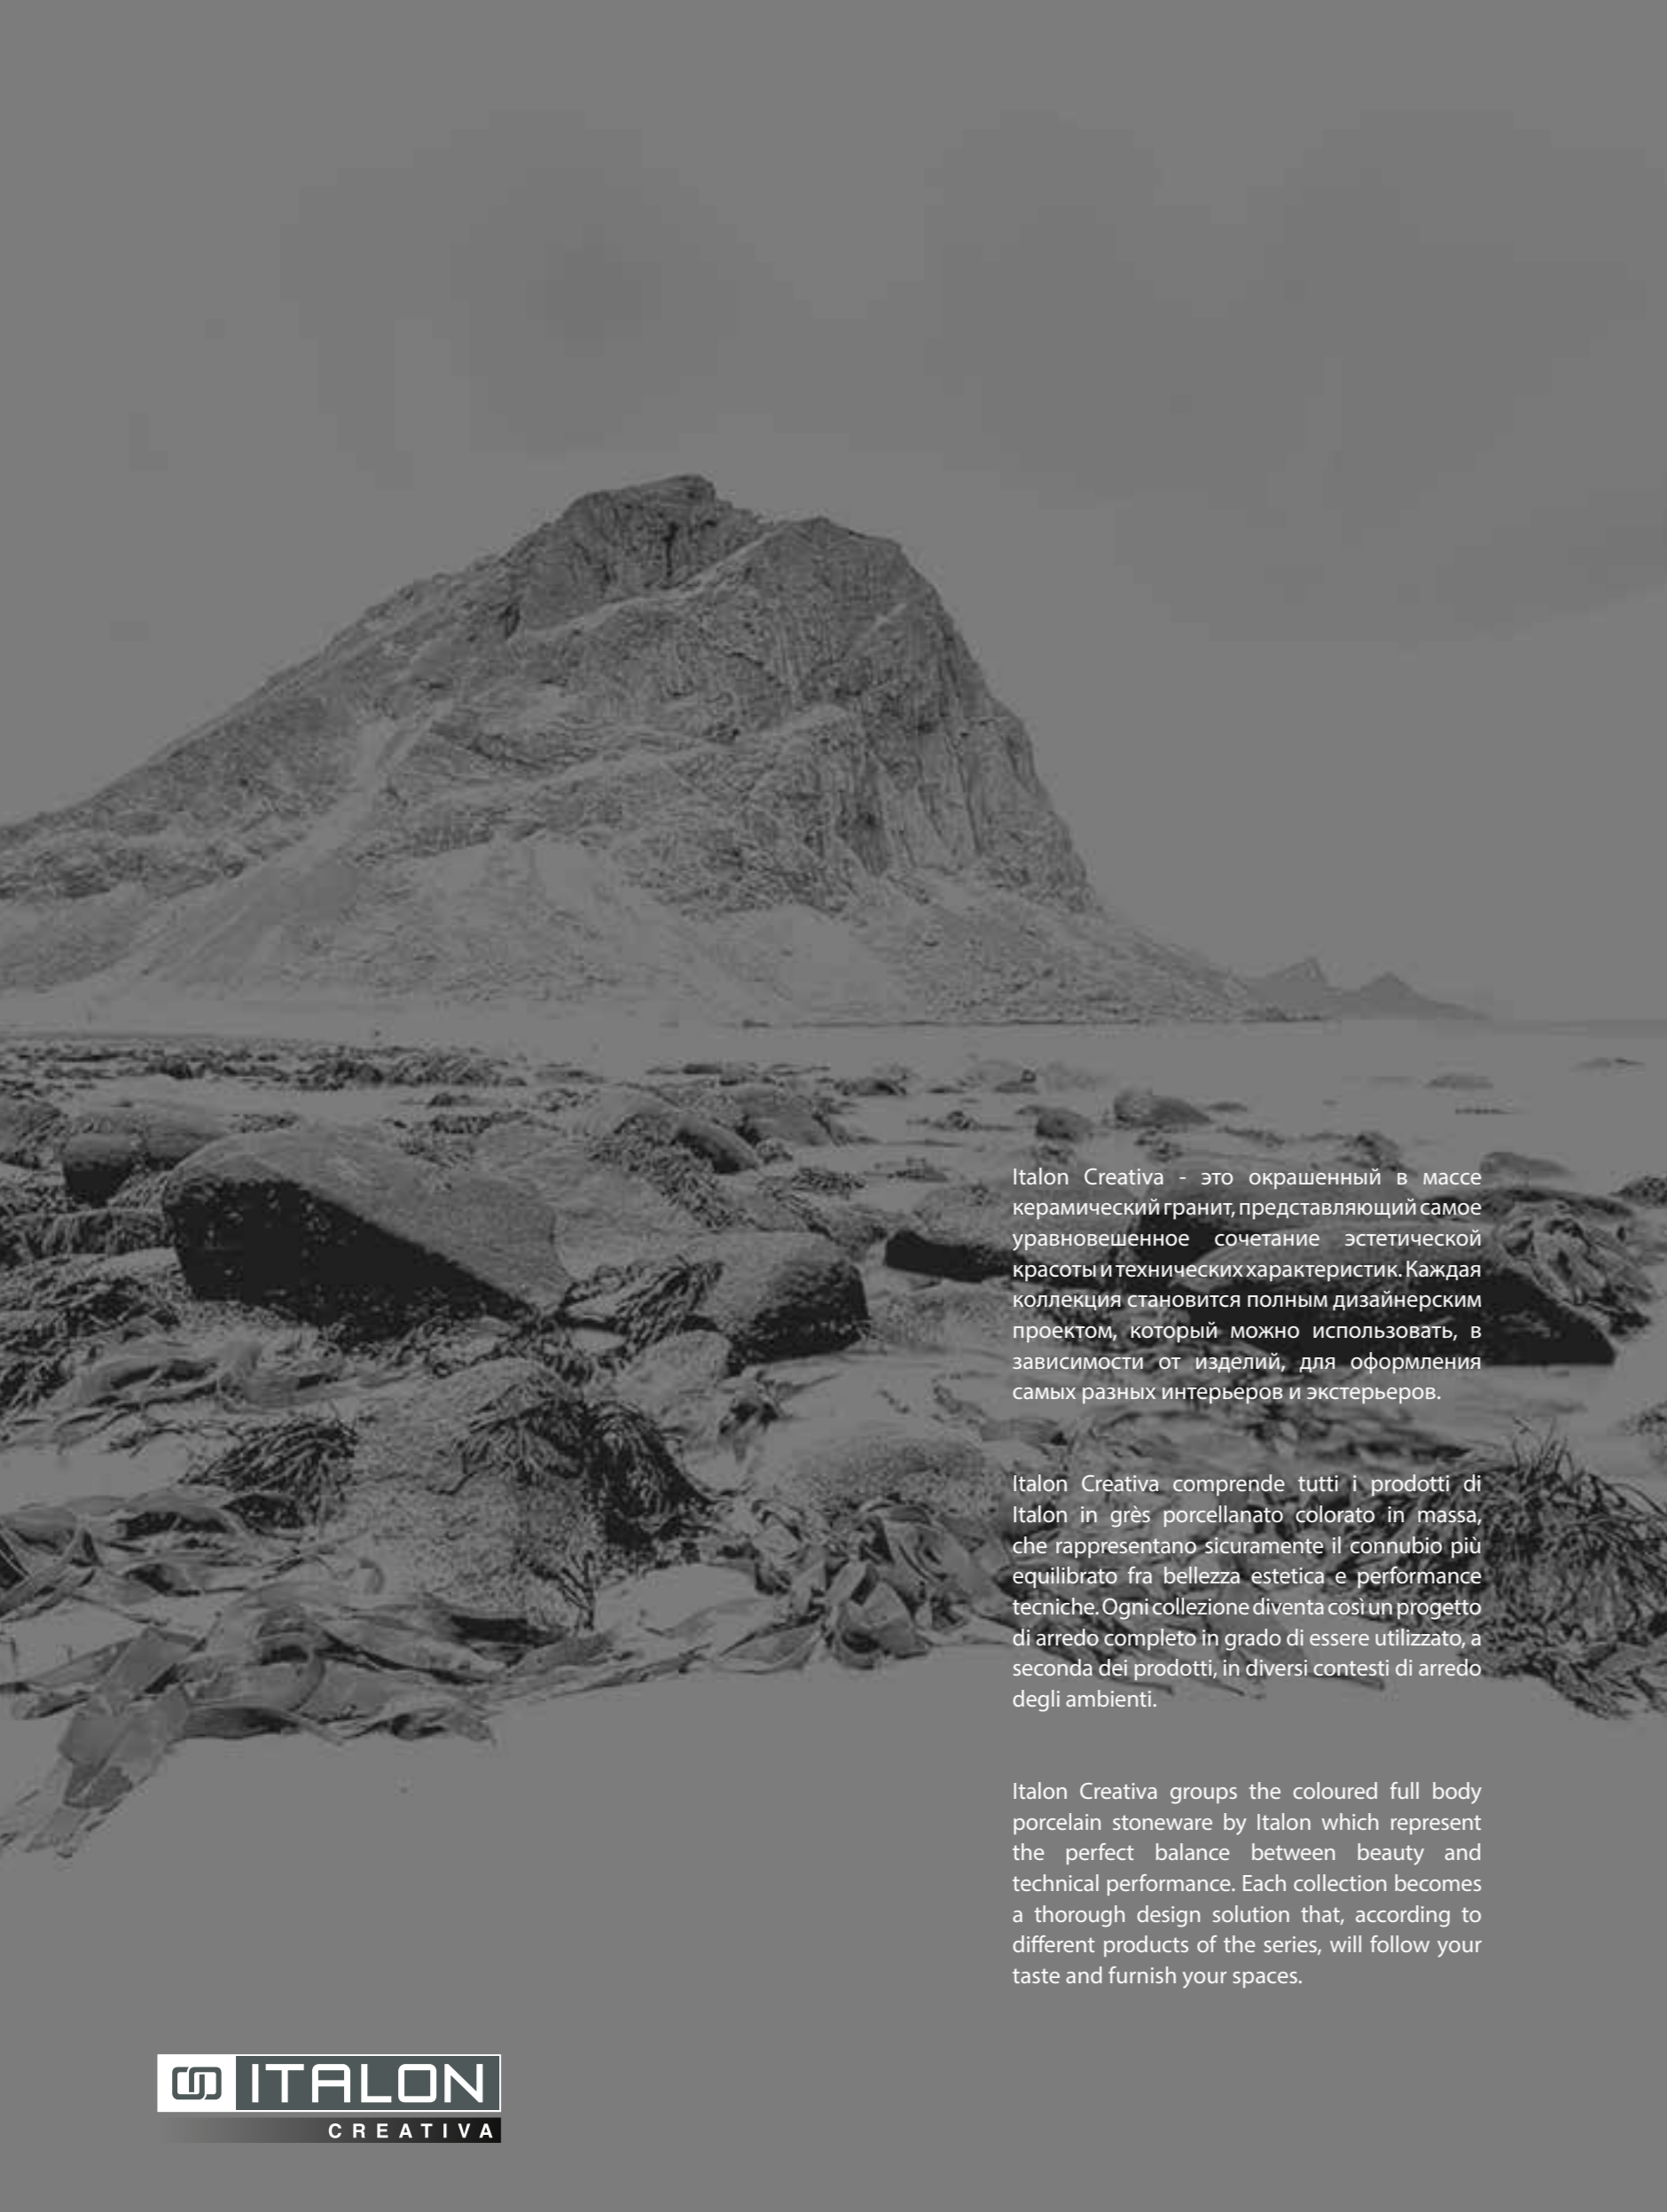 Italon Creativa - это окрашенный в массе
керамический гранит, представляющий самое
уравновешенное сочетание эстетической
красоты и технических характеристик. Каждая
коллекция становится полным дизайнерским
проектом, который можно использовать, в
зависимости от изделий, для оформления
самых разных интерьеров и экстерьеров.
Italon Creativa comprende tutti i prodotti di
Italon in grès porcellanato colorato in massa,
che rappresentano sicuramente il connubio più
equilibrato fra bellezza estetica e performance
tecniche. Ogni collezione diventa così un progetto
di arredo completo in grado di essere utilizzato, a
seconda dei prodotti, in diversi contesti di arredo
degli ambienti.
Italon Creativa groups the coloured full body
porcelain stoneware by Italon which represent
the perfect balance between beauty and
technical performance. Each collection becomes
a thorough design solution that, according to
different products of the series, will follow your
taste and furnish your spaces.
ITALON
CREATIVA